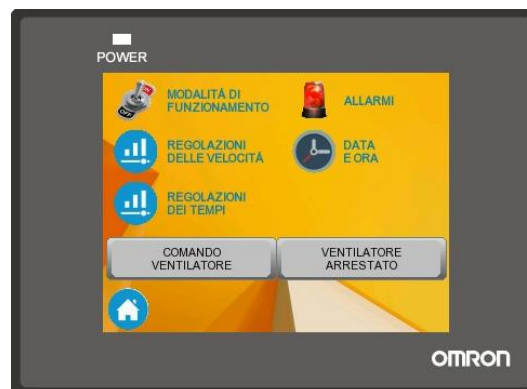 POWER
MODALITÁ DI
FUNZIONAMENTO
ALLARMI
REGOLAZIONI
DELLE VELOCITÁ
DATA
E ORA
REGOLAZIONI
DEI TEMPI
COMANDO
VENTILATORE
VENTILATORE
ARRESTATO
OMRON